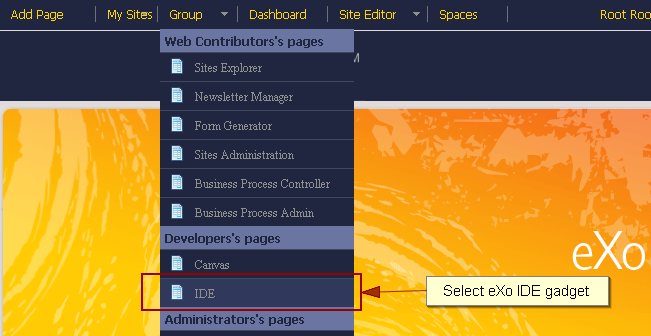 Add Page My Sites Group Dashboard Site Editor Spaces Root Roo
Web Contributors's pages
M
Sites Explorer
Newsletter Manager
Form Generator
Sites Administration
Business Process Controller
Business Process Admin
Developers's pages
eXo
Canvas
IDE
Select eXo IDE gadget
Administrators's pages